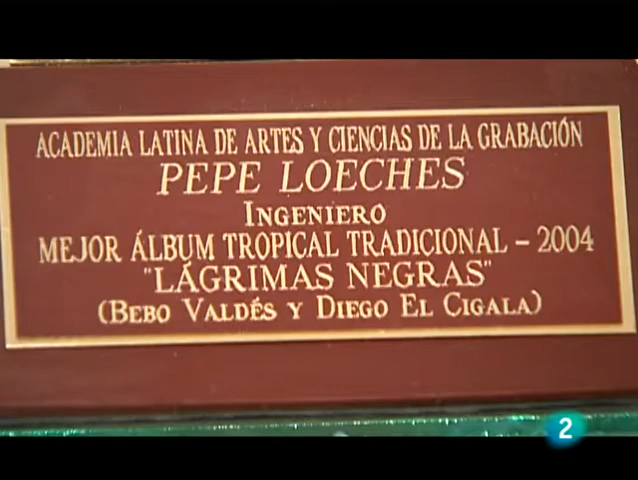 ACADEMIA LATINA DE ARTES Y CIENCIAS DE LA GRABACIÓN
PEPE LOECHES
INGENIERO
MEJOR ÁLBUM TROPICAL TRADICIONAL – 2004
"LÁGRIMAS NEGRAS"
(BEBO VALDÉS Y DIEGO EL CIGALA)
2